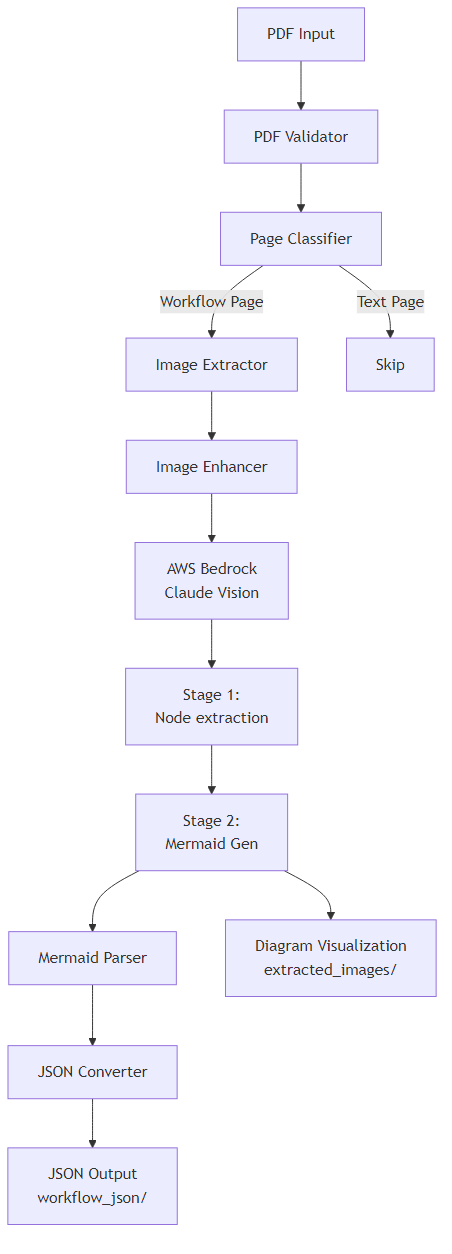 PDF Input
PDF Validator
Page Classifier
Workflow Page
Text Page
Image Extractor
Skip
Image Enhancer
AWS Bedrock
Claude Vision
Stage 1:
Node extraction
Stage 2:
Mermaid Gen
Mermaid Parser
Diagram Visualization
extracted_images/
JSON Converter
JSON Output
workflow_json/